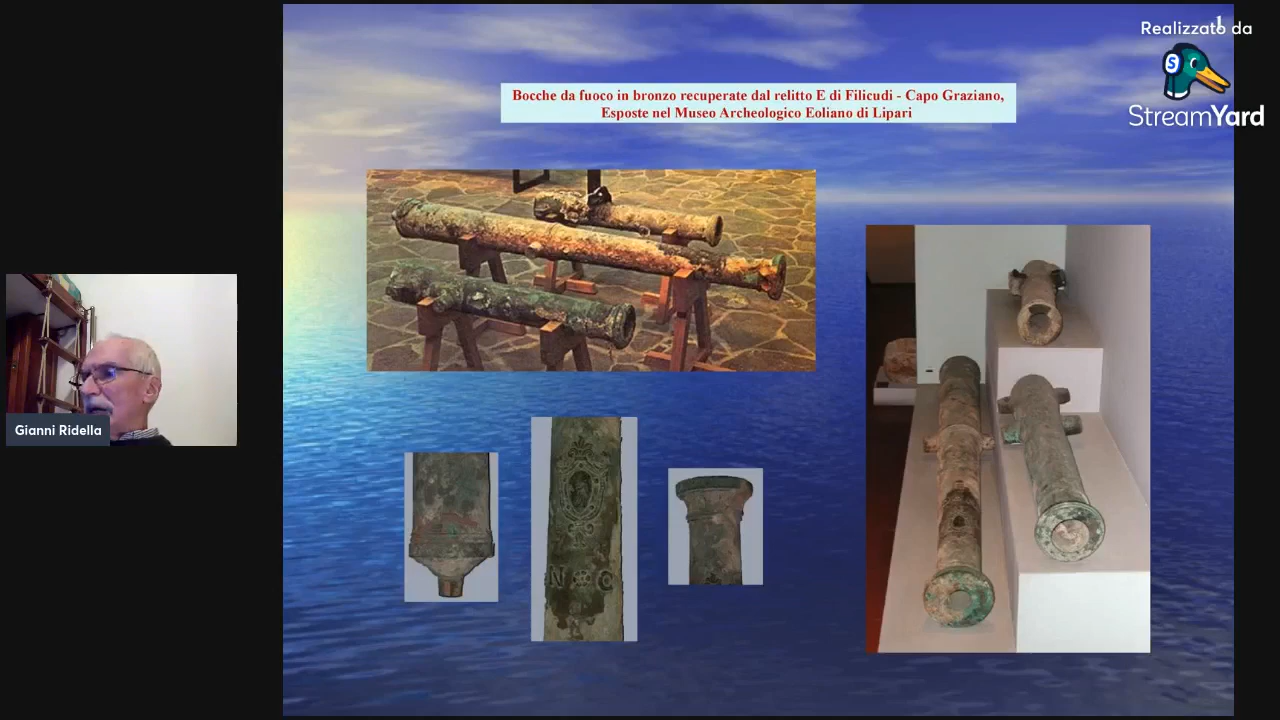 Realizzato da
StreamYard
Bocche da fuoco in bronzo recuperate dal relitto E di Filicudi - Capo Graziano,
Esposte nel Museo Archeologico Eoliano di Lipari
N C
Gianni Ridella